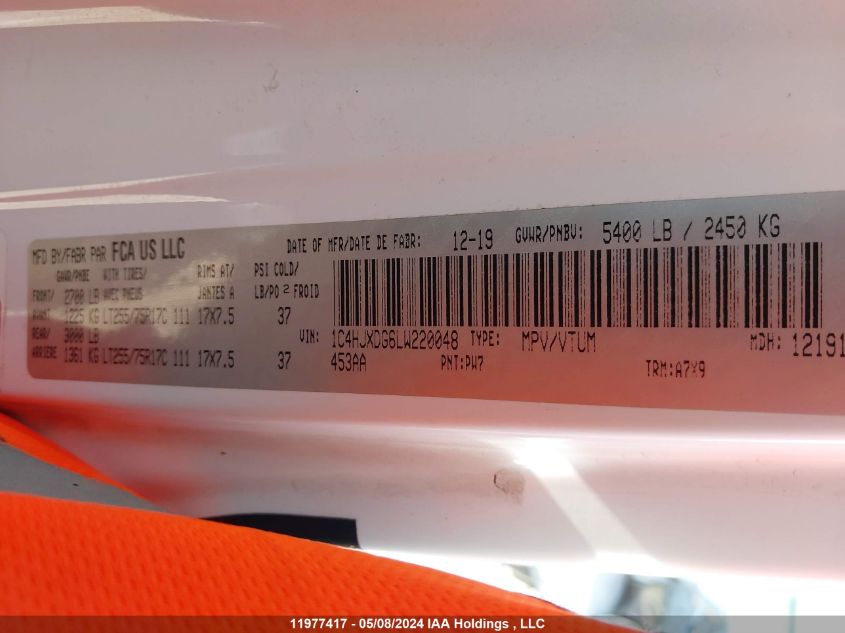 MFD BY/FABR PAR FCA US LLC DATE OF MFR/DATE DE FABR: 12-19 GVWR/PNBV: 5400 LB / 2450 KG
GAWR/PNBE WITH TIRES/ RIMS AT/ PSI COLD/
FRONT/ 2700 LB AVEC PNEUS JANTES A LB/PO² FROID
AVANT 1225 KG LT255/75R17C 111 17X7.5 37
REAR/ 3000 LB VIN: 1C4HJXDG6LW220048 TYPE: MPV/VTUM MDH: 12191
ARRIERE 1361 KG LT255/75R17C 111 17X7.5 37 453AA PNT:PW7 TRM:A7X9
11977417 - 05/08/2024 IAA Holdings , LLC